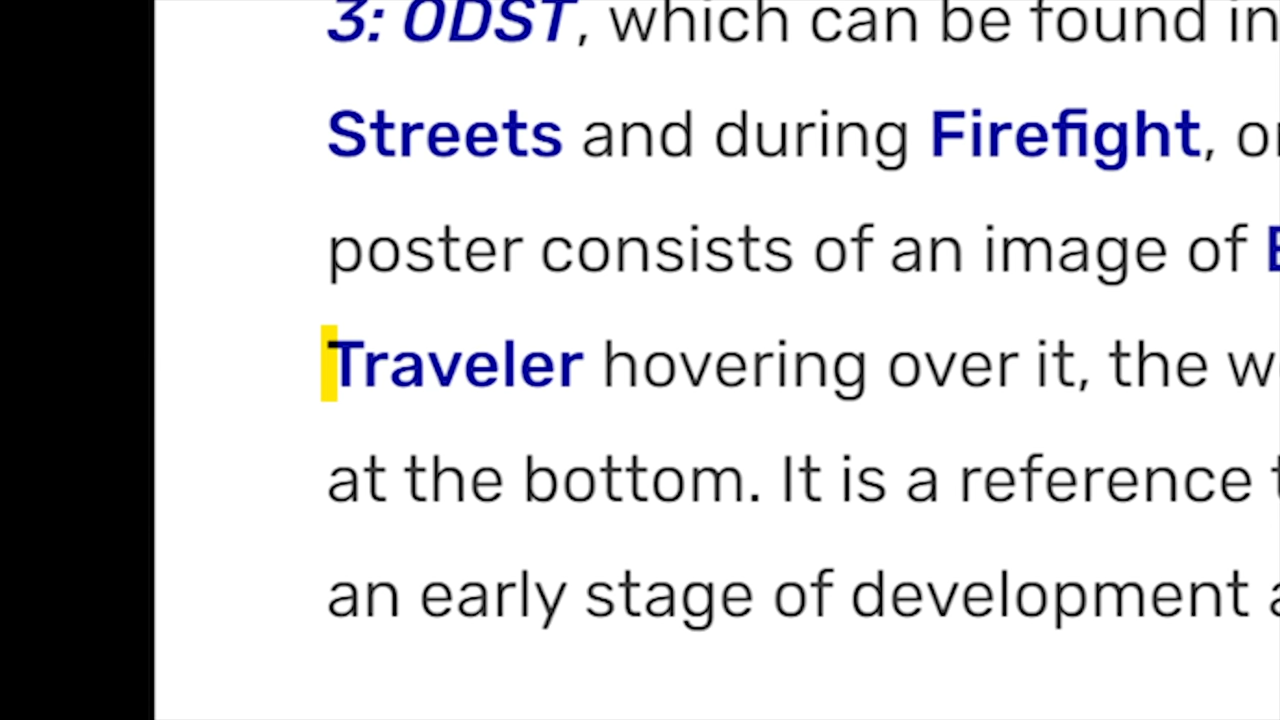 3: ODST, which can be found in
Streets and during Firefight, o
poster consists of an image of
Traveler hovering over it, the w
at the bottom. It is a reference
an early stage of development